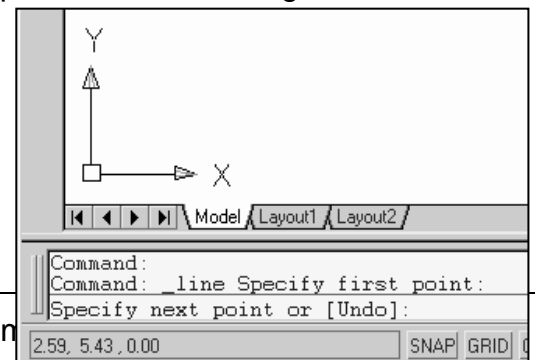 Y
X
Model Layout1 Layout2
Command:
Command: _line Specify first point:
Specify next point or [Undo]:
2.59, 5.43 , 0.00 SNAP GRID